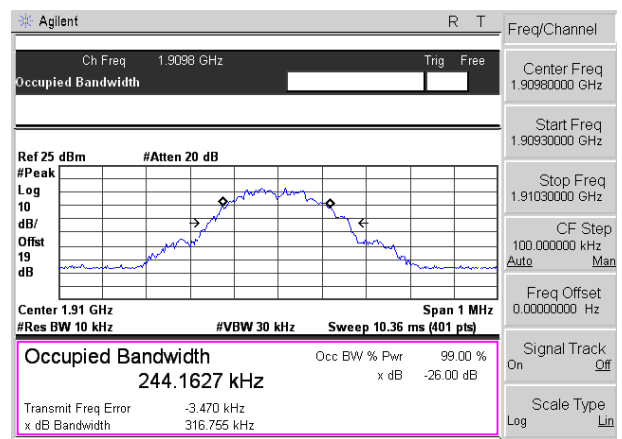 Agilent R T
Ch Freq 1.9098 GHz Trig Free
Occupied Bandwidth
Ref 25 dBm #Atten 20 dB
#Peak
Log
10
dB/
Offst
19
dB
Center 1.91 GHz Span 1 MHz
#Res BW 10 kHz #VBW 30 kHz Sweep 10.36 ms (401 pts)
Occupied Bandwidth Occ BW % Pwr 99.00 %
244.1627 kHz x dB -26.00 dB
Transmit Freq Error -3.470 kHz
x dB Bandwidth 316.755 kHz
Freq/Channel
Center Freq
1.90980000 GHz
Start Freq
1.90930000 GHz
Stop Freq
1.91030000 GHz
CF Step
100.000000 kHz
Auto Man
Freq Offset
0.00000000 Hz
Signal Track
On Off
Scale Type
Log Lin